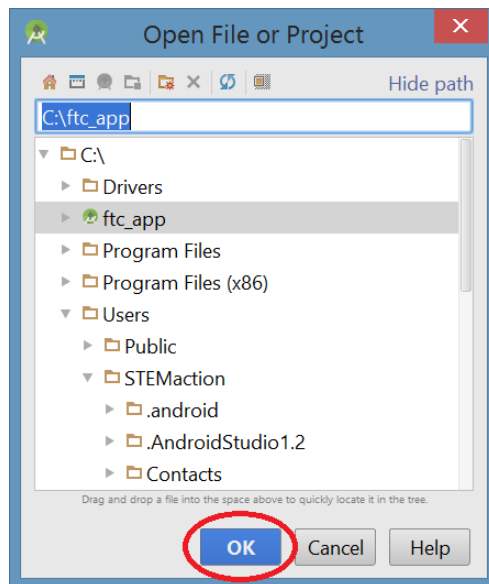 Open File or Project
Hide path
C:\ftc_app
C:\
Drivers
ftc_app
Program Files
Program Files (x86)
Users
Public
STEMaction
.android
.AndroidStudio1.2
Contacts
Drag and drop a file into the space above to quickly locate it in the tree.
OK Cancel Help